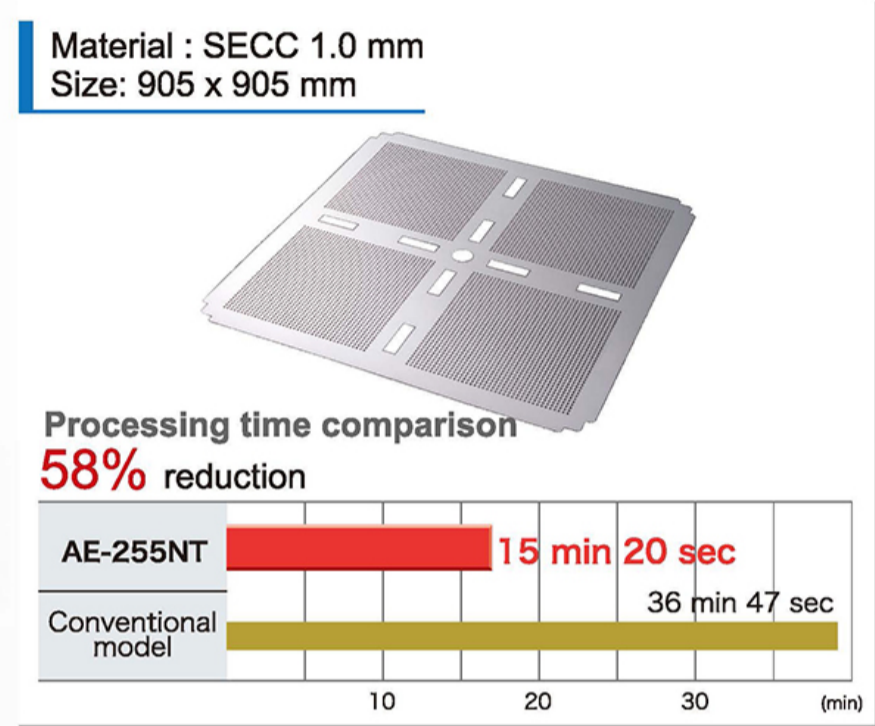 Material : SECC 1.0 mm
Size: 905 x 905 mm
Processing time comparison
58% reduction
AE-255NT
15 min 20 sec
36 min 47 sec
Conventional
model
10 20 30 (min)